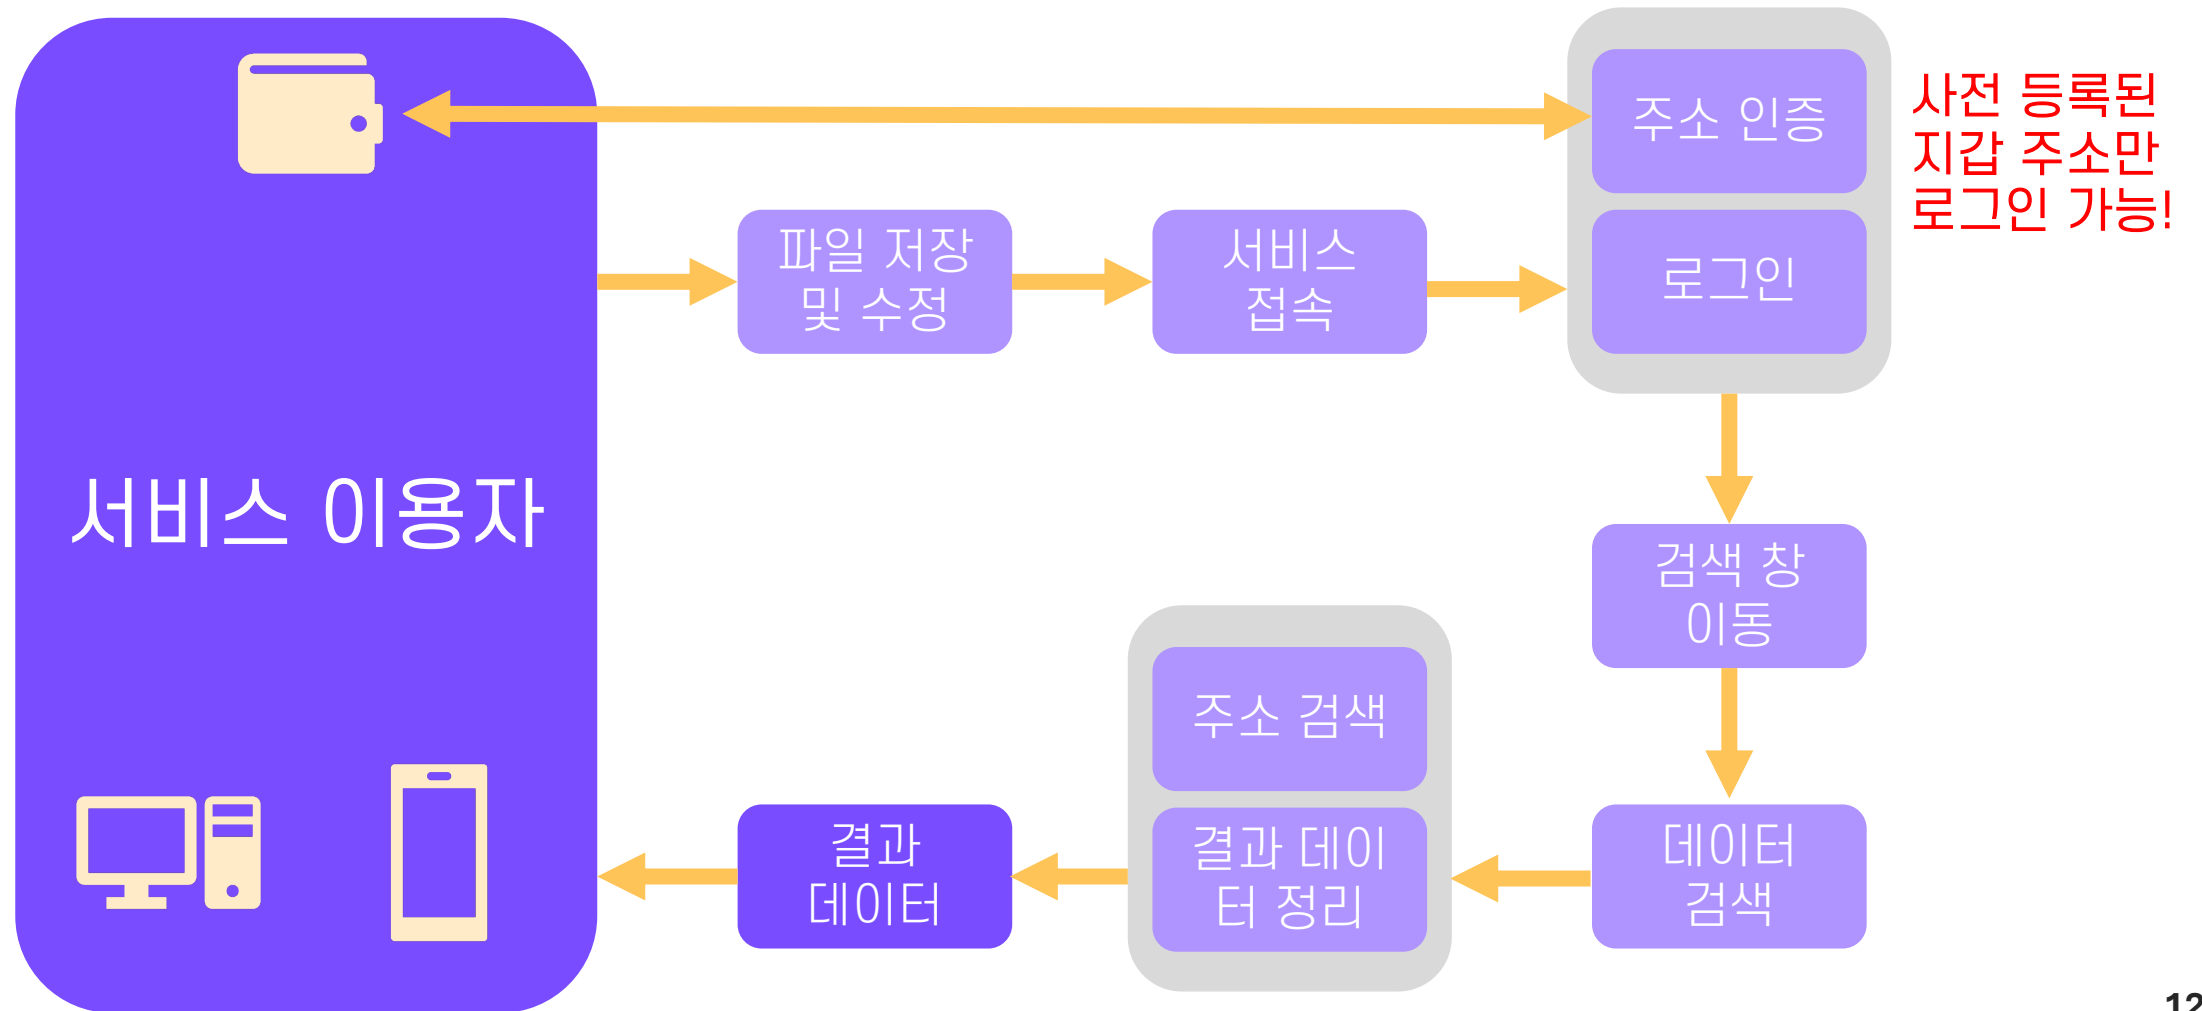 서비스 이용자
주소 인증
사전 등록된
지갑 주소만
로그인 가능!
파일 저장
및 수정
서비스
접속
로그인
검색 창
이동
데이터
검색
주소 검색
결과 데이
터 정리
결과
데이터
12